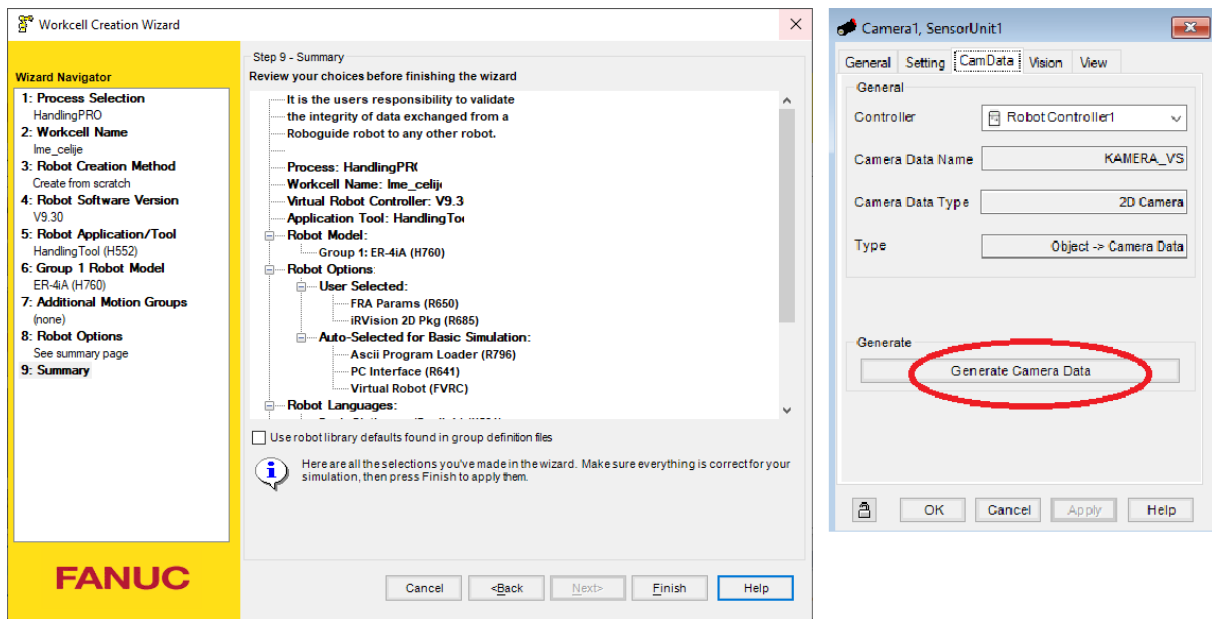 Workcell Creation Wizard
Wizard Navigator
1: Process Selection
HandlingPRO
2: Workcell Name
Ime_celije
3: Robot Creation Method
Create from scratch
4: Robot Software Version
V9.30
5: Robot Application/Tool
HandlingTool (H552)
6: Group 1 Robot Model
ER-4iA (H760)
7: Additional Motion Groups
(none)
8: Robot Options
See summary page
9: Summary
FANUC
Step 9 - Summary
Review your choices before finishing the wizard
It is the users responsibility to validate
the integrity of data exchanged from a
Roboguide robot to any other robot.
Process: HandlingPR
Workcell Name: Ime_celij
Virtual Robot Controller: V9.3
Application Tool: HandlingTo
Robot Model:
Group 1: ER-4iA (H760)
Robot Options:
User Selected:
FRA Params (R650)
iRVision 2D Pkg (R685)
Auto-Selected for Basic Simulation:
Ascii Program Loader (R796)
PC Interface (R641)
Virtual Robot (FVRC)
Robot Languages:
Use robot library defaults found in group definition files
Here are all the selections you've made in the wizard. Make sure everything is correct for your
simulation, then press Finish to apply them.
Cancel <Back Next> Finish Help
Camera1, SensorUnit1
General Setting CamData Vision View
General
Controller RobotController1
Camera Data Name KAMERA_VS
Camera Data Type 2D Camera
Type Object -> Camera Data
Generate
Generate Camera Data
OK Cancel Apply Help